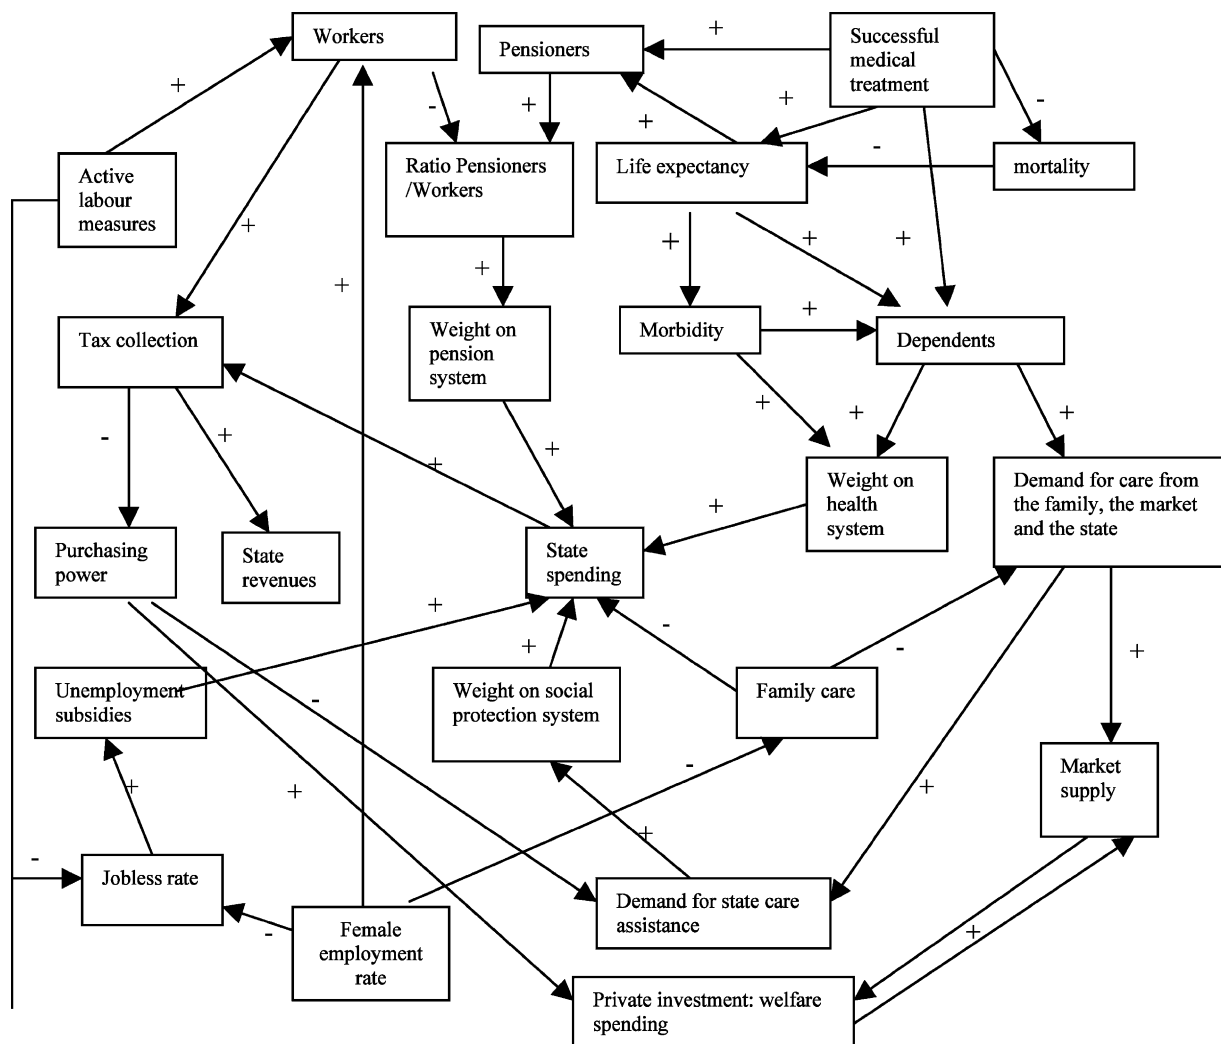 Workers
Pensioners
Successful
medical
treatment
+
+
+
-
+
+
-
-
Active
labour
measures
Ratio Pensioners
/Workers
Life expectancy
mortality
+
+
+
+
+
+
+
Tax collection
Weight on
pension
system
Morbidity
+
Dependents
-
+
+
+
+
+
+
Purchasing
power
State
revenues
State
spending
+
Weight on
health
system
Demand for care from
the family, the market
and the state
+
+
-
-
+
Unemployment
subsidies
-
Weight on social
protection system
Family care
+
+
-
+
+
Market
supply
-
Jobless rate
-
Female
employment
rate
Demand for state care
assistance
+
Private investment: welfare
spending